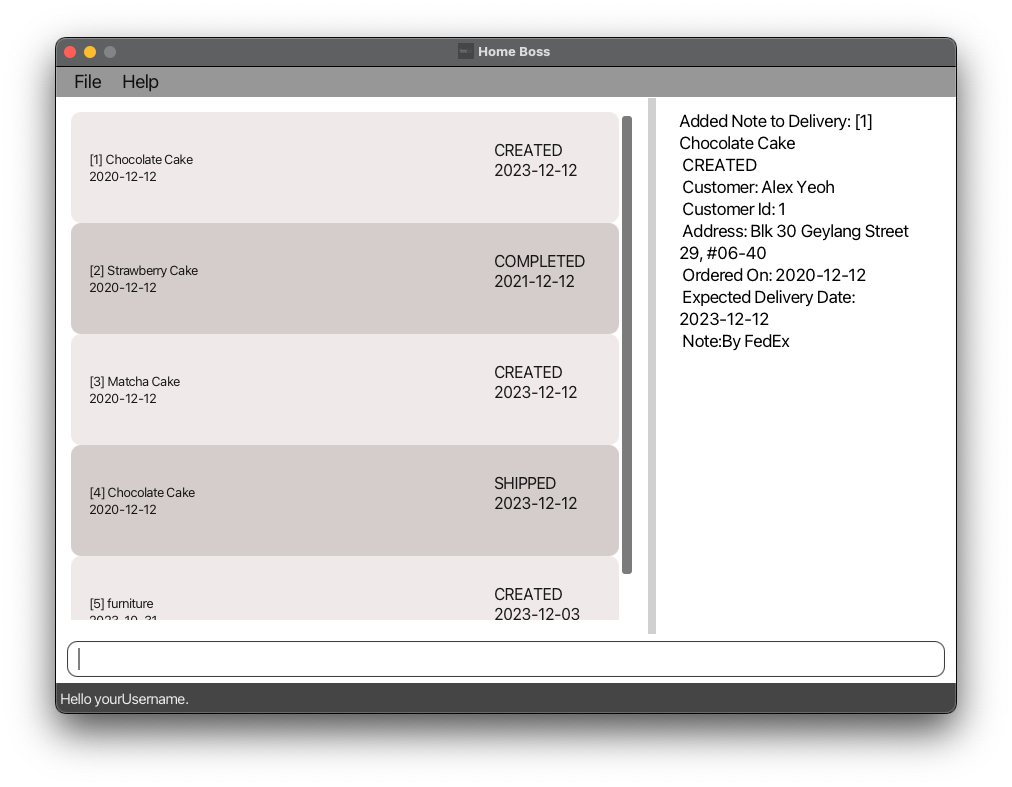 Home Boss
File Help
[1] Chocolate Cake
2020-12-12
CREATED
2023-12-12
[2] Strawberry Cake
2020-12-12
COMPLETED
2021-12-12
[3] Matcha Cake
2020-12-12
CREATED
2023-12-12
[4] Chocolate Cake
2020-12-12
SHIPPED
2023-12-12
[5] furniture
2023-10-31
CREATED
2023-12-03
Added Note to Delivery: [1]
Chocolate Cake
CREATED
Customer: Alex Yeoh
Customer Id: 1
Address: Blk 30 Geylang Street
29, #06-40
Ordered On: 2020-12-12
Expected Delivery Date:
2023-12-12
Note:By FedEx
Hello yourUsername.